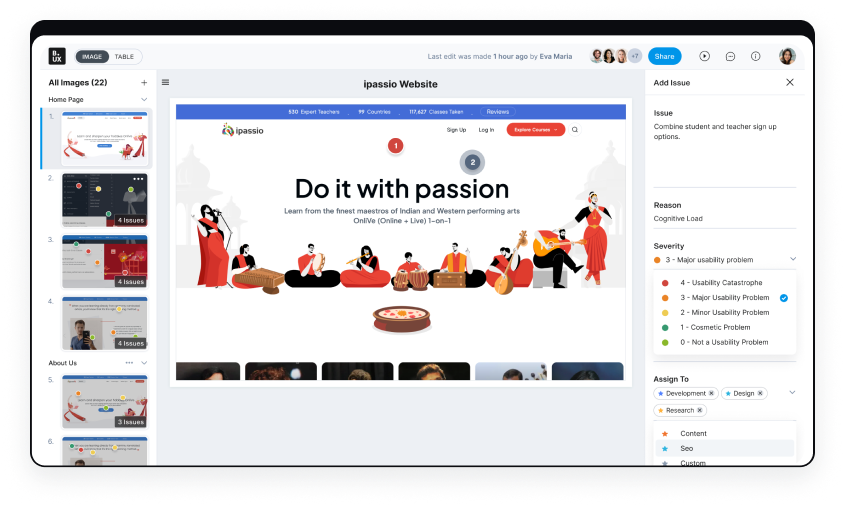 B.
UX
IMAGE
TABLE
Last edit was made 1 hour ago by Eva Maria
+7
Share
All Images (22)
+
Home Page
1.
2.
4 Issues
3.
4 Issues
4.
4 Issues
About Us
5.
3 Issues
6.
ipassio Website
530 Expert Teachers
99 Countries
117,627 Classes Taken
Reviews
ipassio
Sign Up
Log In
Explore Courses
1
2
Do it with passion
Learn from the finest maestros of Indian and Western performing arts
OnliVe (Online + Live) 1-on-1
Add Issue
Issue
Combine student and teacher sign up
options.
Reason
Cognitive Load
Severity
3 - Major usability problem
4 - Usability Catastrophe
3 - Major Usability Problem
2 - Minor Usability Problem
1 - Cosmetic Problem
0 - Not a Usability Problem
Assign To
Development
Design
Research
Content
Seo
Custom